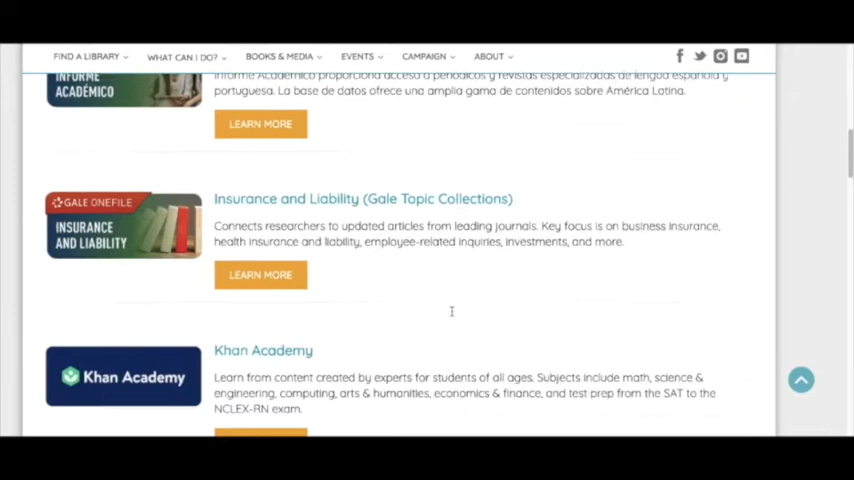 FIND A LIBRARY WHAT CAN I DO? BOOKS & MEDIA EVENTS CAMPAIGN ABOUT
INFORME
ACADÉMICO
Informe Académico proporciona acceso a periódicos y revistas especializadas de lengua española y
portuguesa. La base de datos ofrece una amplia gama de contenidos sobre América Latina.
LEARN MORE
GALE ONEFILE
INSURANCE
AND LIABILITY
Insurance and Liability (Gale Topic Collections)
Connects researchers to updated articles from leading journals. Key focus is on business insurance,
health insurance and liability, employee-related inquiries, investments, and more.
LEARN MORE
Khan Academy
Khan Academy
Learn from content created by experts for students of all ages. Subjects include math, science &
engineering, computing, arts & humanities, economics & finance, and test prep from the SAT to the
NCLEX-RN exam.